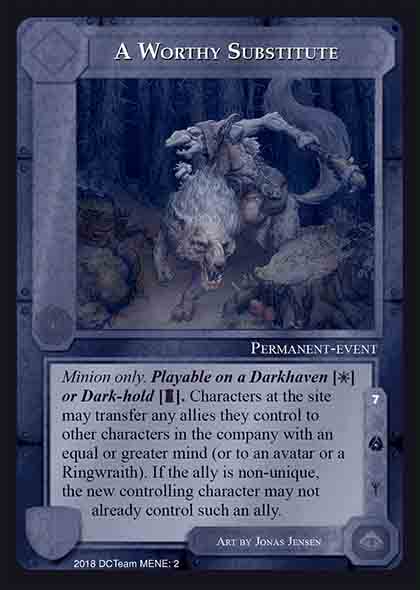 A Worthy Substitute
Permanent-event
Minion only. Playable on a Darkhaven [☀]
or Dark-hold [♜]. Characters at the site
may transfer any allies they control to
other characters in the company with an
equal or greater mind (or to an avatar or a
Ringwraith). If the ally is non-unique,
the new controlling character may not
already control such an ally.
7
Art by Jonas Jensen
2018 DCTeam MENE: 2